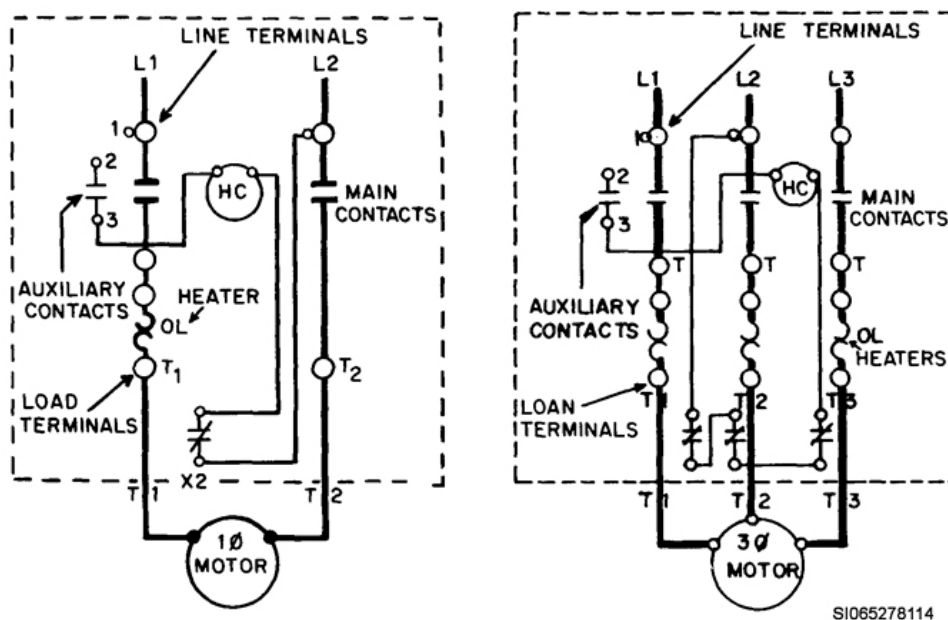 LINE TERMINALS
L1
L2
1
2
3
HC
MAIN
CONTACTS
AUXILIARY
CONTACTS
HEATER
OL
T1
T2
LOAD
TERMINALS
X2
T 1
T 2
1Ø
MOTOR
LINE TERMINALS
L1
L2
L3
1
2
3
HC
MAIN
CONTACTS
T
T
T
AUXILIARY
CONTACTS
OL
HEATERS
LOAN
TERMINALS
T1
T2
T3
T 1
T 2
T 3
3Ø
MOTOR
SI065278114